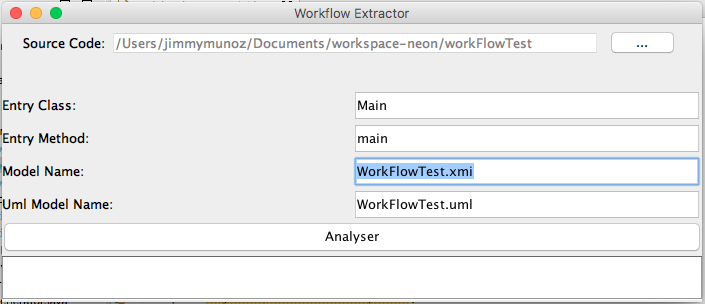 Workflow Extractor
Source Code: /Users/jimmymunoz/Documents/workspace-neon/workFlowTest ...
Entry Class: Main
Entry Method: main
Model Name: WorkFlowTest.xmi
Uml Model Name: WorkFlowTest.uml
Analyser